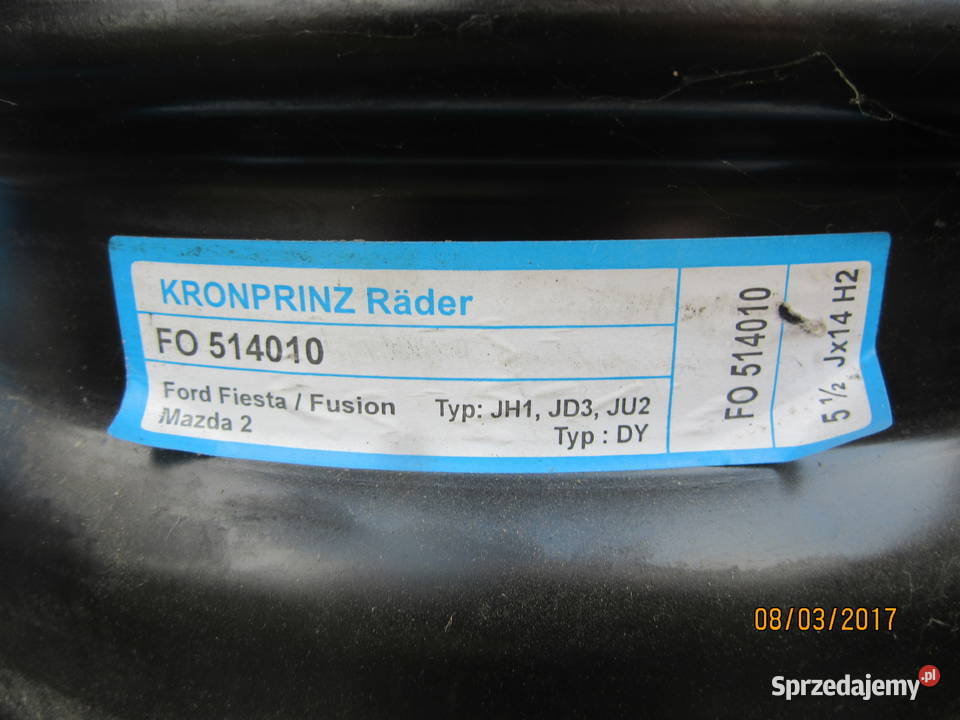 KRONPRINZ Räder
FO 514010
Ford Fiesta / Fusion Typ: JH1, JD3, JU2
Mazda 2 Typ : DY
FO 514010
5 1/2 Jx14 H2
08/03/2017
Sprzedajemy.pl